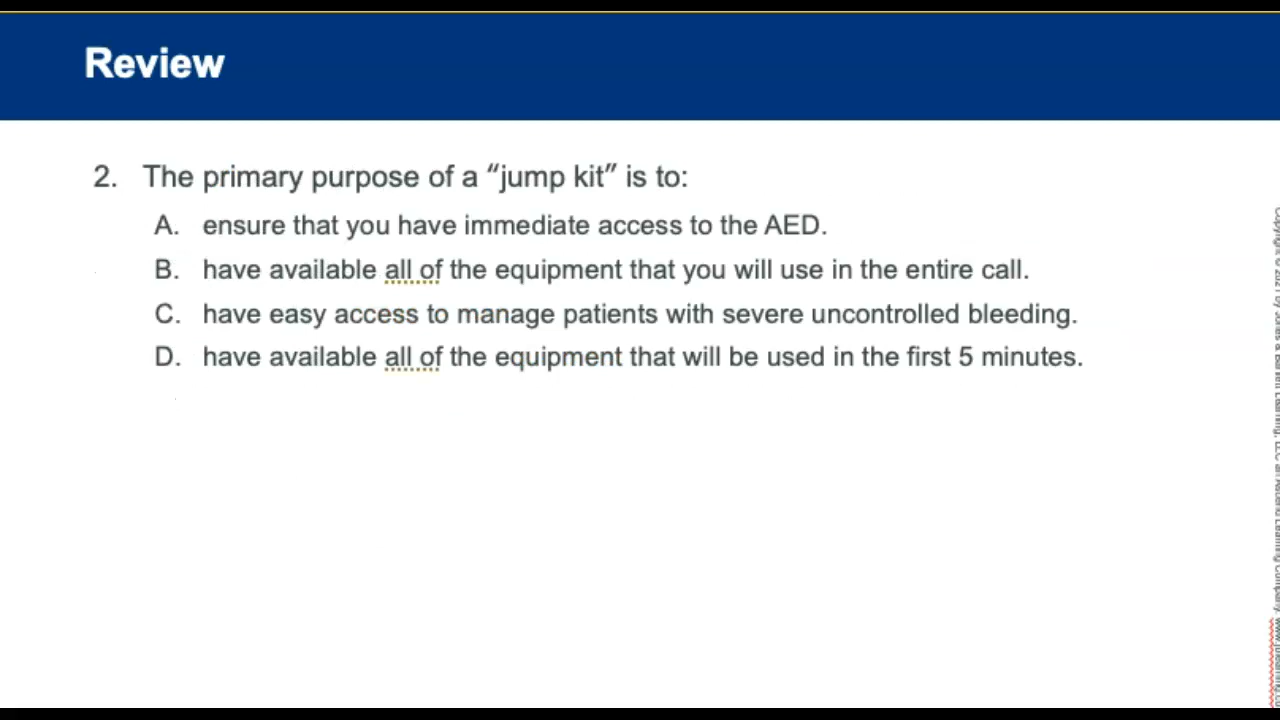 Review
2. The primary purpose of a “jump kit” is to:
A. ensure that you have immediate access to the AED.
B. have available all of the equipment that you will use in the entire call.
C. have easy access to manage patients with severe uncontrolled bleeding.
D. have available all of the equipment that will be used in the first 5 minutes.